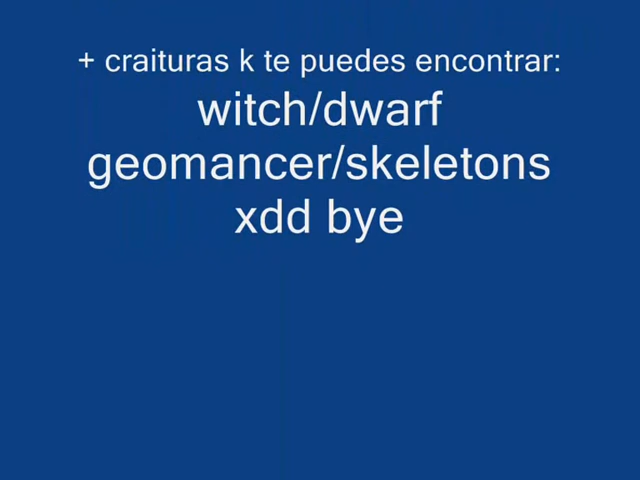 + craituras k te puedes encontrar:
witch/dwarf
geomancer/skeletons
xdd bye